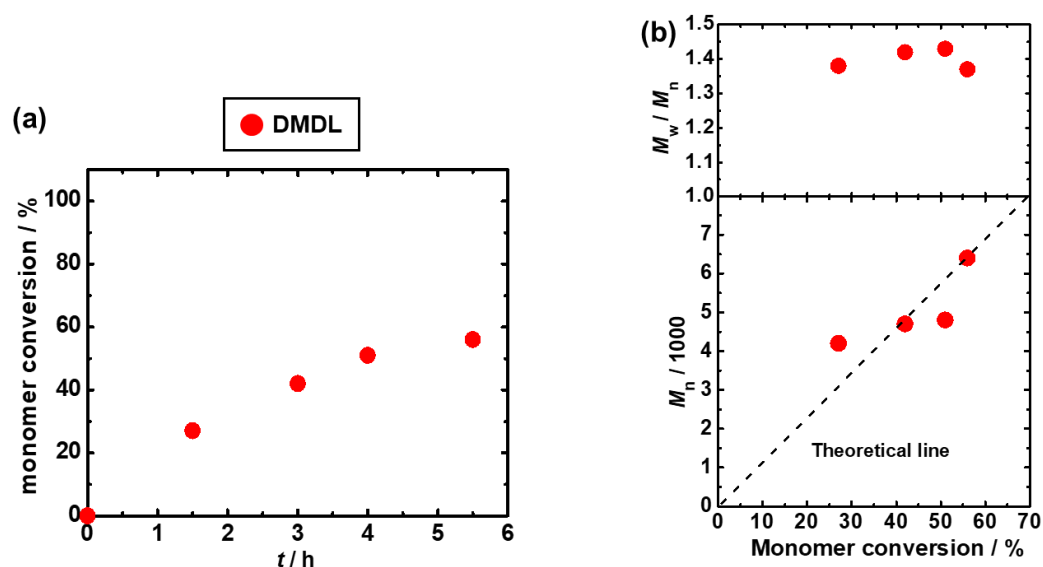 (a)
DMDL
monomer conversion / %
100
80
60
40
20
0
0 1 2 3 4 5 6
t / h
(b)
Mw / Mn
1.5
1.4
1.3
1.2
1.1
1.0
Mn / 1000
7
6
5
4
3
2
1
0
Theoretical line
0 10 20 30 40 50 60 70
Monomer conversion / %